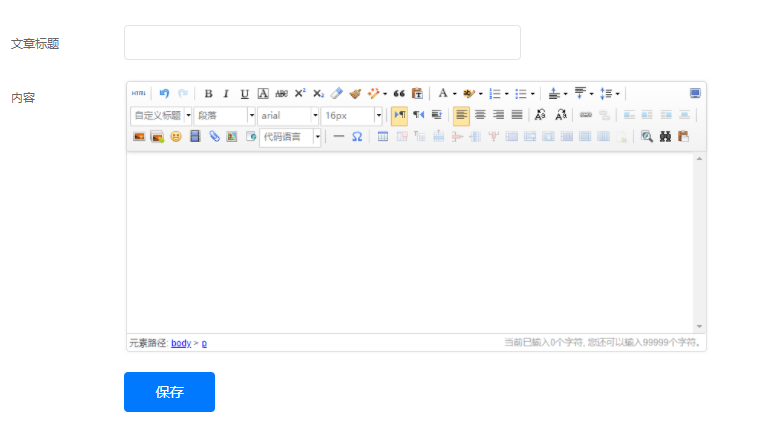 文章标题
内容
HTML B I U A ABC X² X₂ A
自定义标题 段落 arial 16px
代码语言 Ω
元素路径: body > p
当前已输入0个字符, 您还可以输入99999个字符。
保存